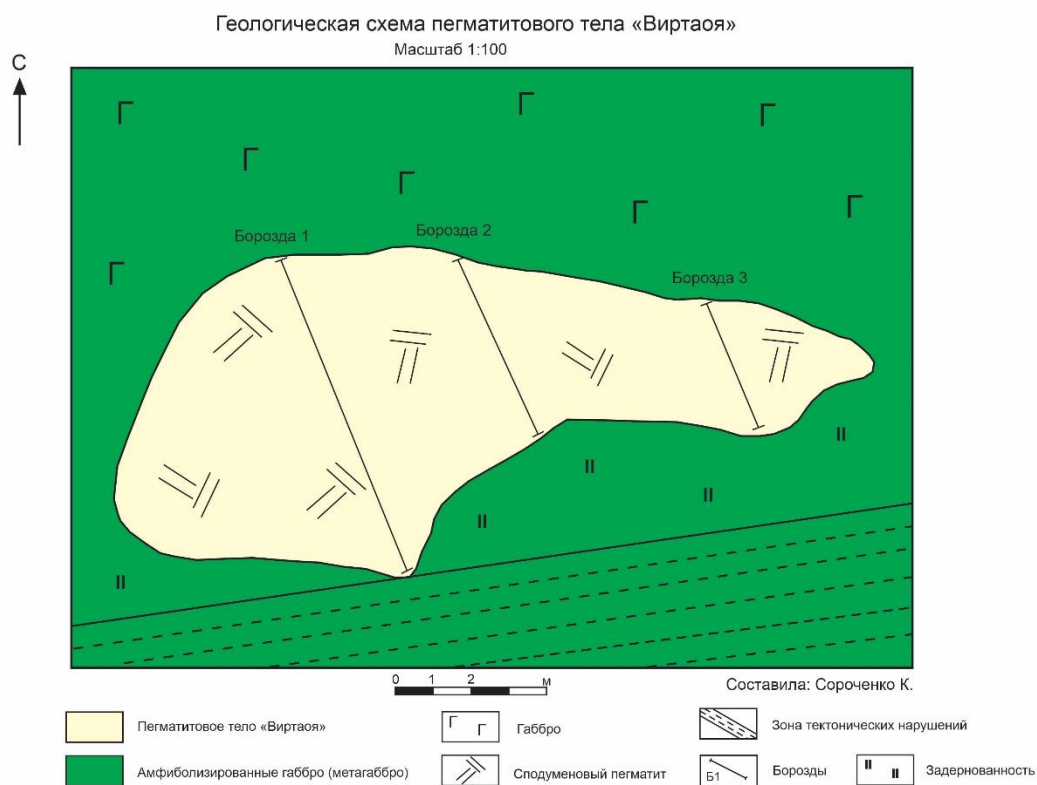 Геологическая схема пегматитового тела «Виртаоя»
Масштаб 1:100
С
Г Г Г
Г Г
Г Г
Борозда 1 Борозда 2
Г Борозда 3
0 1 2 м
Составила: Сороченко К.
Пегматитовое тело «Виртаоя» Г Г Габбро Зона тектонических нарушений
Амфиболизированные габбро (метагаббро) Сподуменовый пегматит Б1 Борозды Задернованность